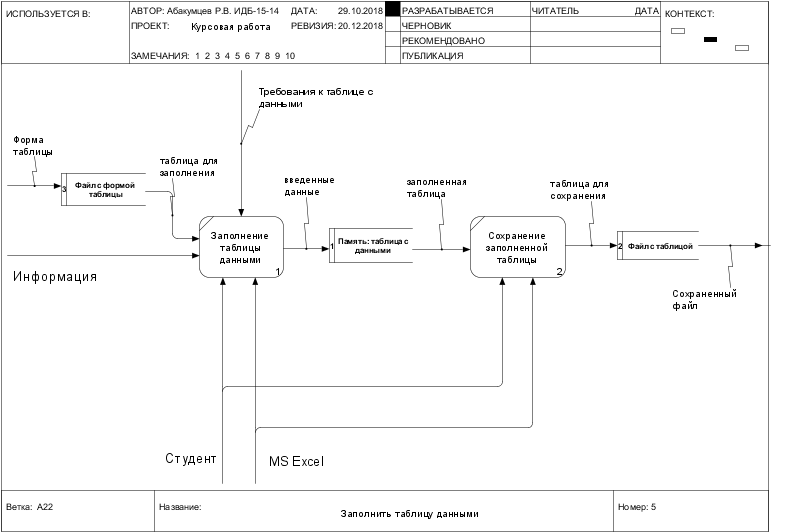 ИСПОЛЬЗУЕТСЯ В:
АВТОР: Абакумцев Р.В. ИДБ-15-14
ДАТА: 29.10.2018
ПРОЕКТ: Курсовая работа
РЕВИЗИЯ: 20.12.2018
ЗАМЕЧАНИЯ: 1 2 3 4 5 6 7 8 9 10
РАЗРАБАТЫВАЕТСЯ
ЧЕРНОВИК
РЕКОМЕНДОВАНО
ПУБЛИКАЦИЯ
ЧИТАТЕЛЬ
ДАТА
КОНТЕКСТ:
Требования к таблице с
данными
Форма
таблицы
3
Файл с формой
таблицы
таблица для
заполнения
Заполнение
таблицы
данными
1
Информация
введенные
данные
1
Память: таблица с
данными
заполненная
таблица
Сохранение
заполненной
таблицы
2
таблица для
сохранения
2
Файл с таблицой
Сохраненный
файл
Студент
MS Excel
Ветка: A22
Название:
Заполнить таблицу данными
Номер: 5